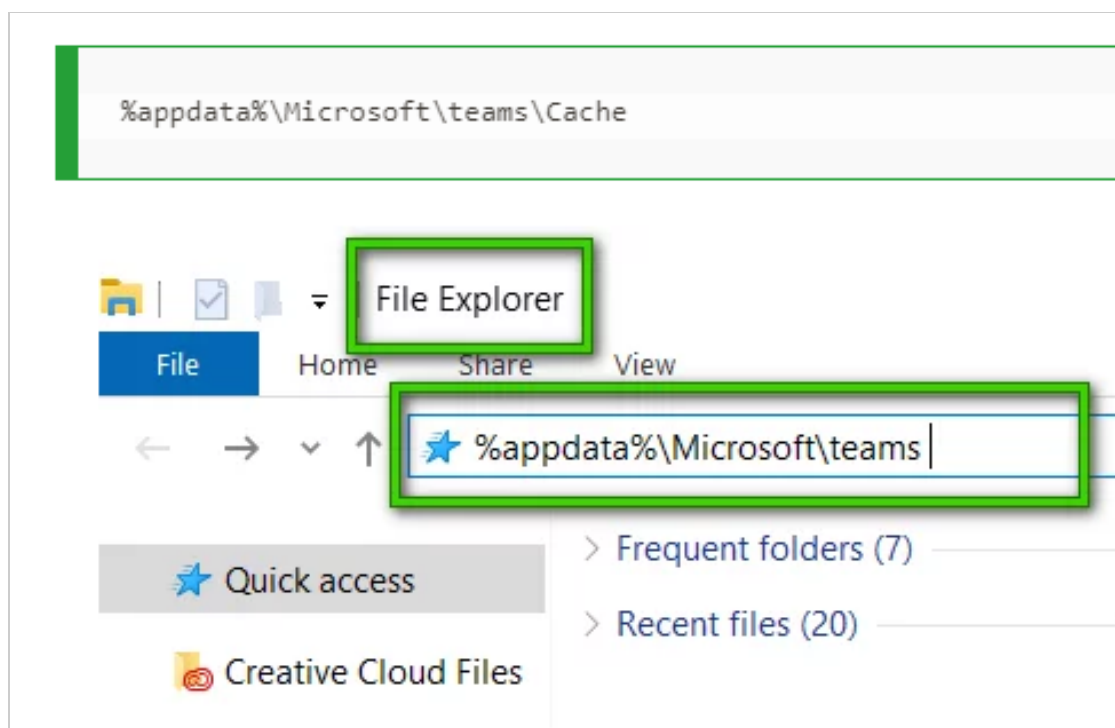 %appdata%\Microsoft\teams\Cache
File Explorer
File Home Share View
%appdata%\Microsoft\teams
Frequent folders (7)
Quick access
Recent files (20)
Creative Cloud Files